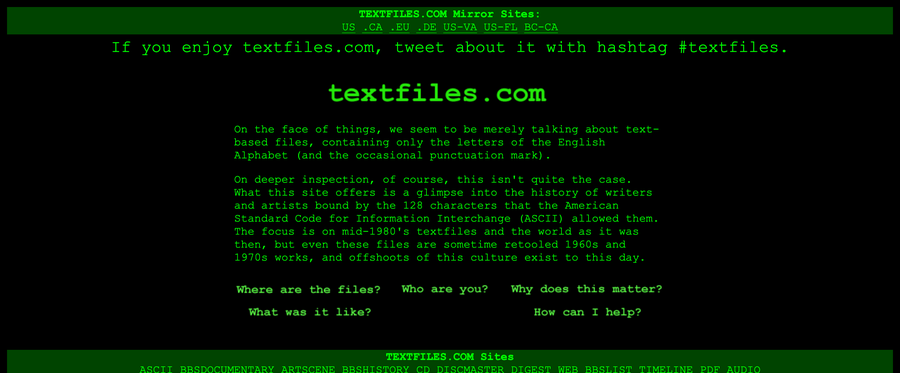 TEXTFILES.COM Mirror Sites:
US .CA .EU .DE US-VA US-FL BC-CA
If you enjoy textfiles.com, tweet about it with hashtag #textfiles.
textfiles.com
On the face of things, we seem to be merely talking about text-
based files, containing only the letters of the English
Alphabet (and the occasional punctuation mark).
On deeper inspection, of course, this isn't quite the case.
What this site offers is a glimpse into the history of writers
and artists bound by the 128 characters that the American
Standard Code for Information Interchange (ASCII) allowed them.
The focus is on mid-1980's textfiles and the world as it was
then, but even these files are sometime retooled 1960s and
1970s works, and offshoots of this culture exist to this day.
Where are the files? Who are you? Why does this matter?
What was it like? How can I help?
TEXTFILES.COM Sites
ASCII BBSDOCUMENTARY ARTSCENE BBSHISTORY CD DISCMASTER DIGEST WEB BBSLIST TIMELINE PDF AUDIO